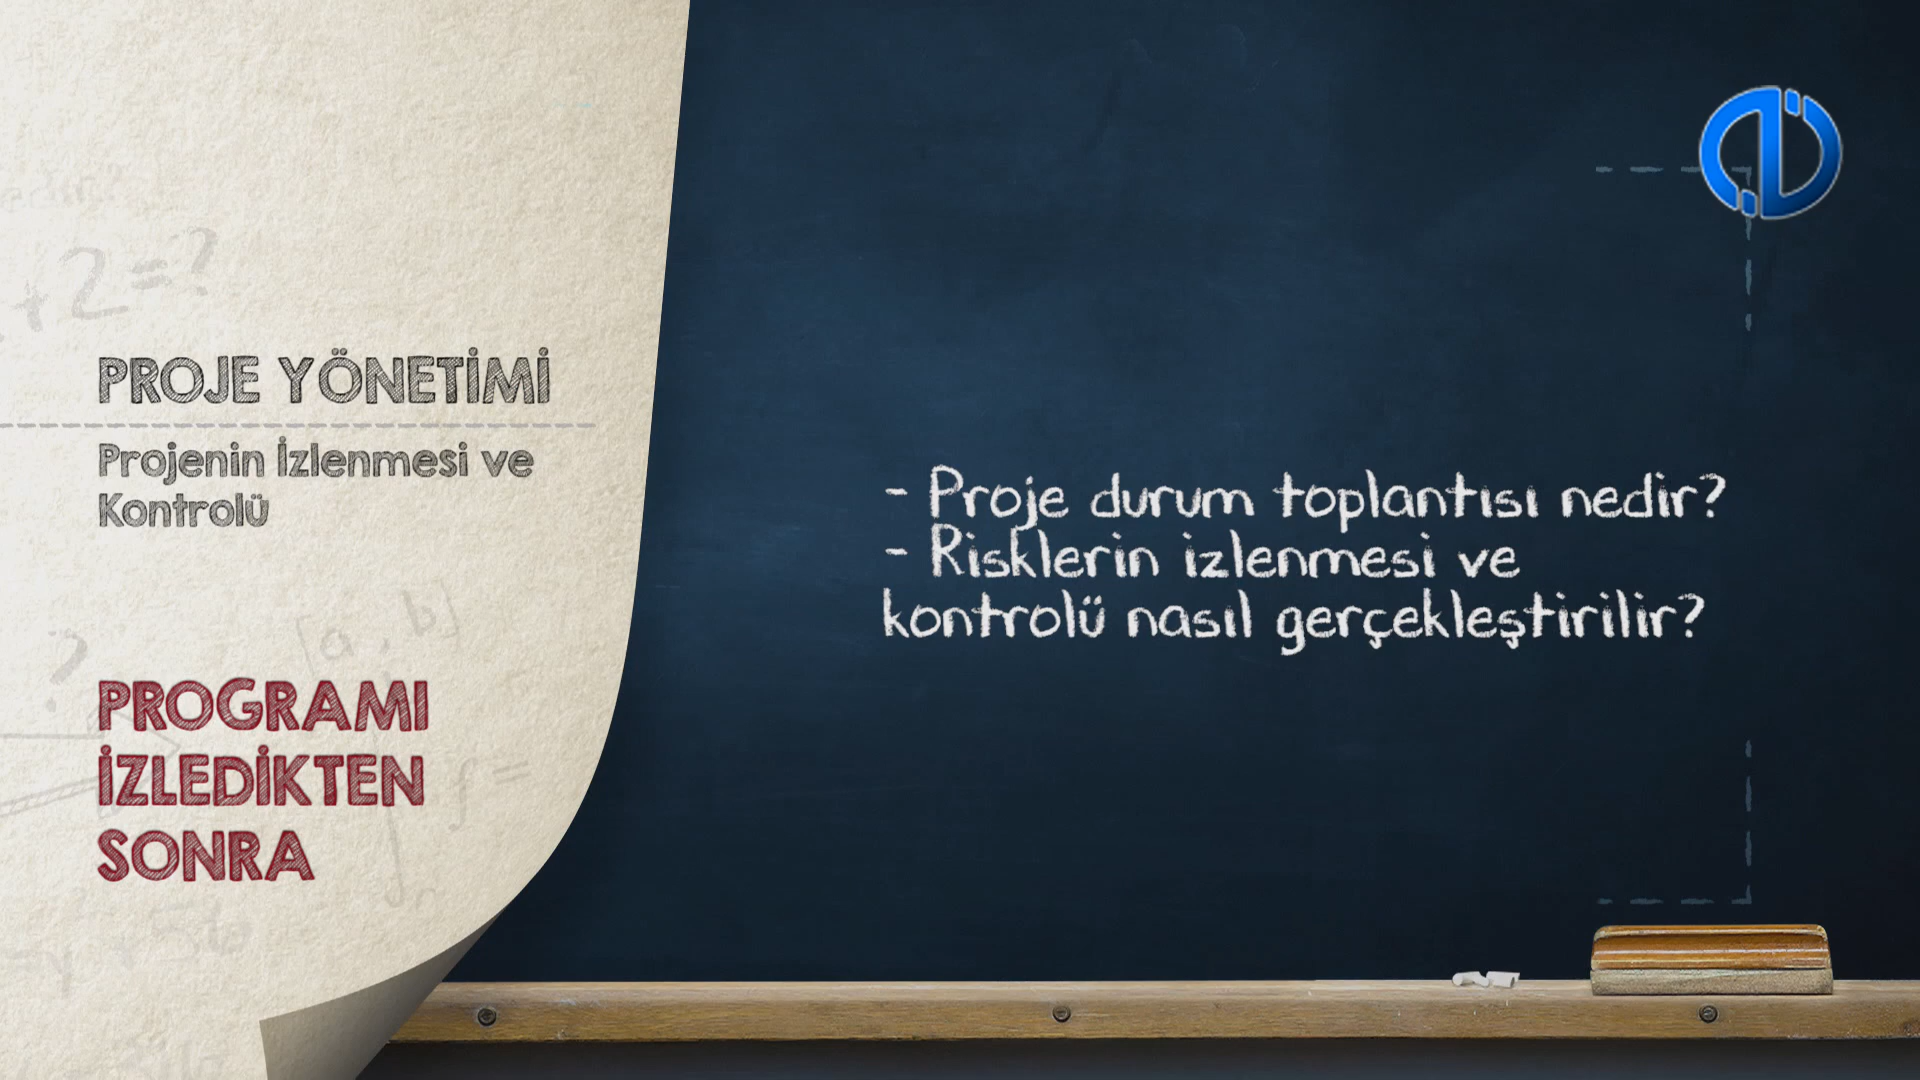 PROJE YÖNETİMİ
Projenin İzlenmesi ve
Kontrolü
PROGRAMI
İZLEDİKTEN
SONRA
- Proje durum toplantısı nedir?
- Risklerin izlenmesi ve
kontrolü nasıl gerçekleştirilir?